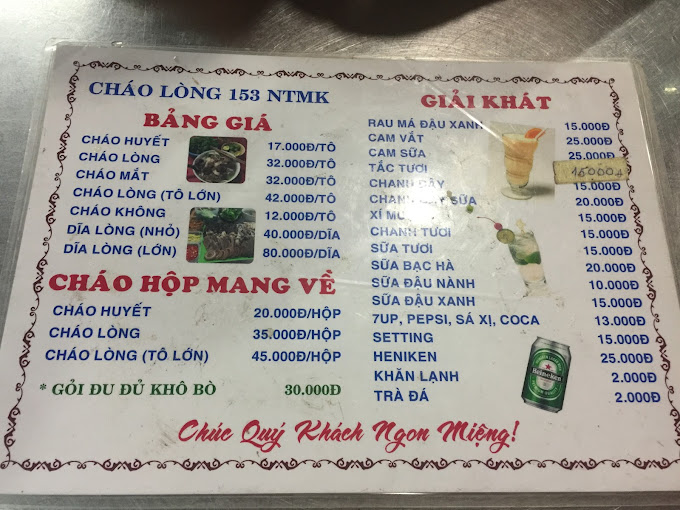 CHÁO LÒNG 153 NTMK
BẢNG GIÁ
CHÁO HUYẾT 17.000Đ/TÔ
CHÁO LÒNG 32.000Đ/TÔ
CHÁO MẮT 32.000Đ/TÔ
CHÁO LÒNG (TÔ LỚN) 42.000Đ/TÔ
CHÁO KHÔNG 12.000Đ/TÔ
DĨA LÒNG (NHỎ) 40.000Đ/DĨA
DĨA LÒNG (LỚN) 80.000Đ/DĨA
CHÁO HỘP MANG VỀ
CHÁO HUYẾT 20.000Đ/HỘP
CHÁO LÒNG 35.000Đ/HỘP
CHÁO LÒNG (TÔ LỚN) 45.000Đ/HỘP
* GỎI ĐU ĐỦ KHÔ BÒ 30.000Đ
GIẢI KHÁT
RAU MÁ ĐẬU XANH 15.000Đ
CAM VẮT 25.000Đ
CAM SỮA 25.000Đ
TẮC TƯƠI 15000đ
CHANH DÂY 15.000Đ
CHANH SỮA 20.000Đ
XÍ 15.000Đ
CHANH TƯƠI 15.000Đ
SỮA TƯƠI 15.000Đ
SỮA BẠC HÀ 20.000Đ
SỮA ĐẬU NÀNH 10.000Đ
SỮA ĐẬU XANH 15.000Đ
7UP, PEPSI, SÁ XỊ, COCA 13.000Đ
SETTING 15.000Đ
HENIKEN 25.000Đ
KHĂN LẠNH 2.000Đ
TRÀ ĐÁ 2.000Đ
Heineken
Chúc Quý Khách Ngon Miệng!